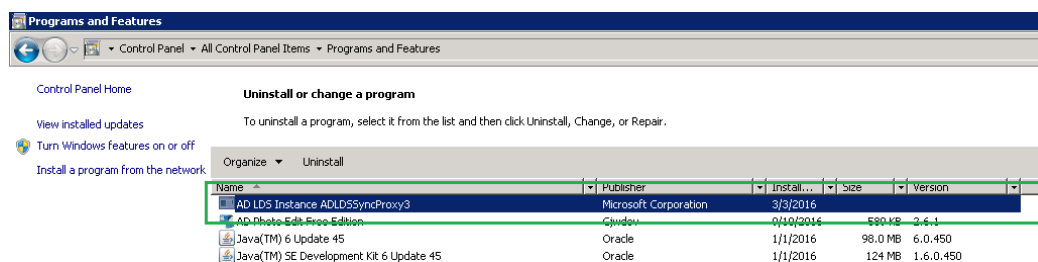 Programs and Features
Control Panel All Control Panel Items Programs and Features
Control Panel Home
Uninstall or change a program
View installed updates
To uninstall a program, select it from the list and then click Uninstall, Change, or Repair.
Turn Windows features on or off
Install a program from the network
Organize Uninstall
Name Publisher Install... Size Version
AD LDS Instance ADLDSSyncProxy3 Microsoft Corporation 3/3/2016
AD Photo Edit Free Edition Cjwdev 2.6.1
Java(TM) 6 Update 45 Oracle 1/1/2016 98.0 MB 6.0.450
Java(TM) SE Development Kit 6 Update 45 Oracle 1/1/2016 124 MB 1.6.0.450